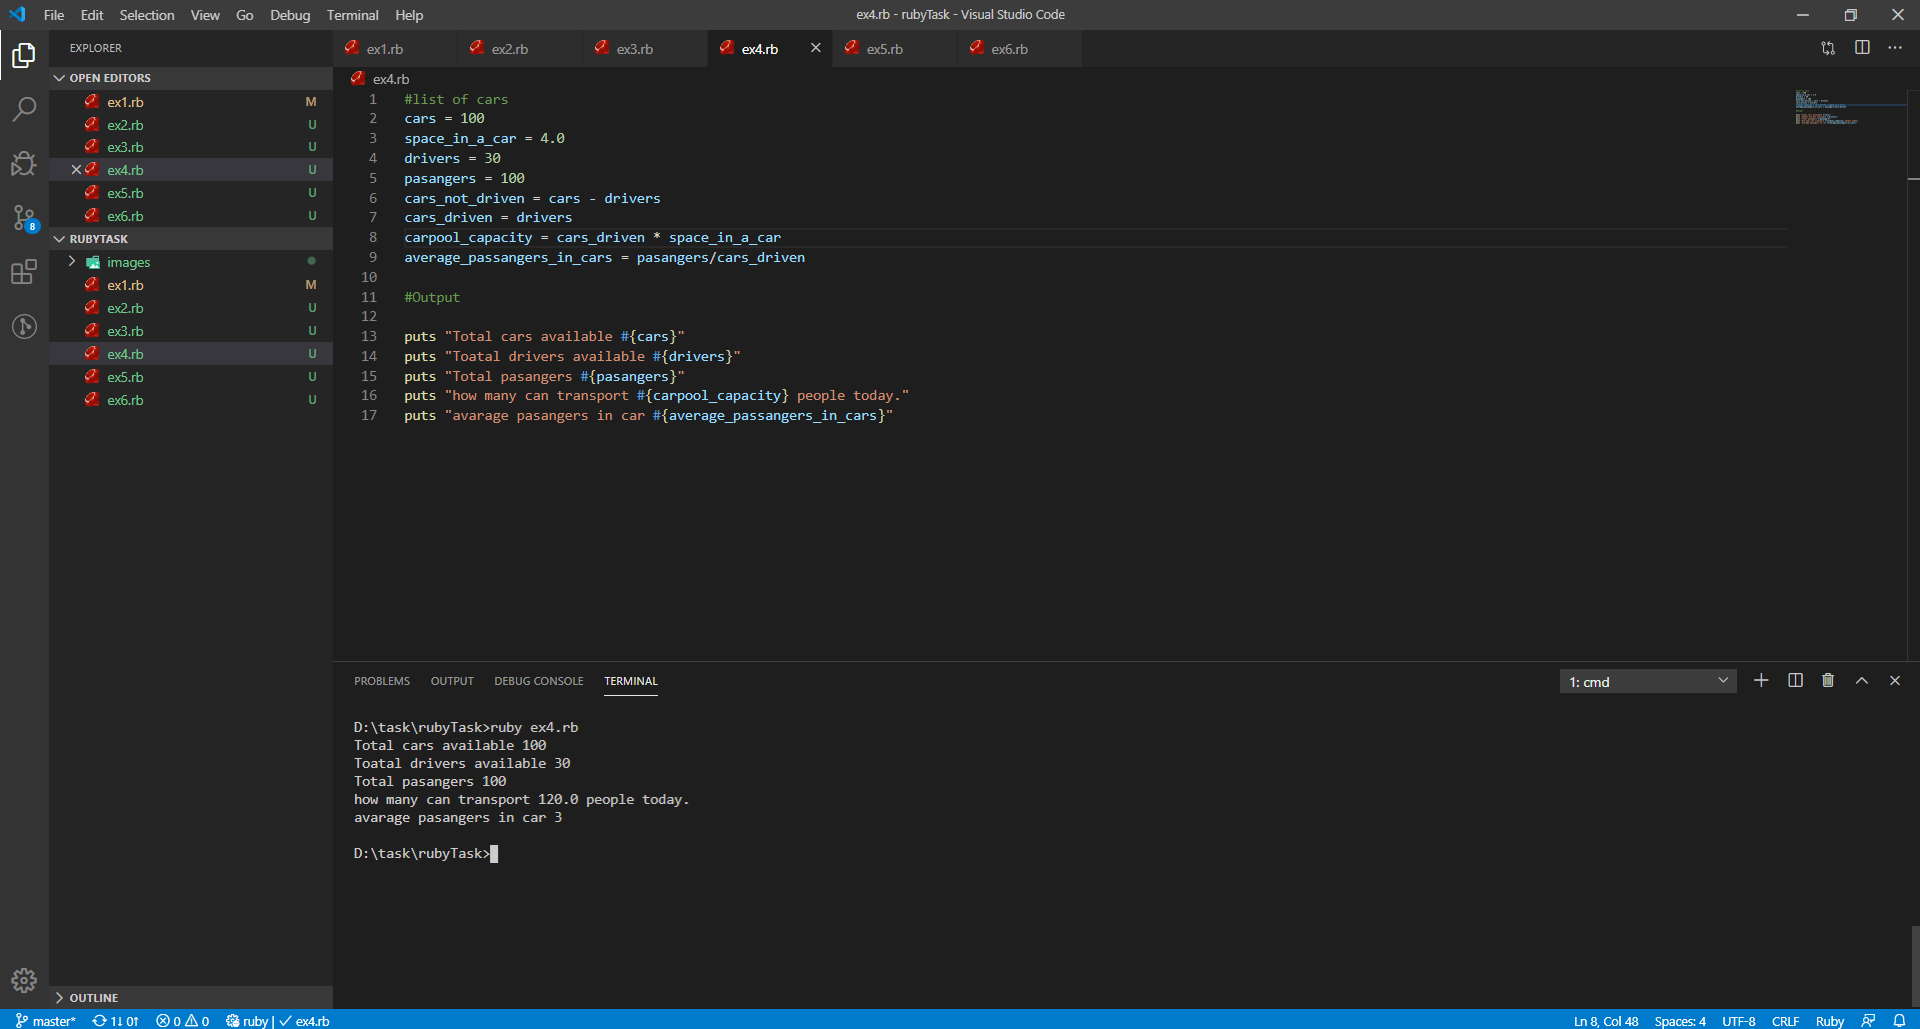 File Edit Selection View Go Debug Terminal Help
ex4.rb - rubyTask - Visual Studio Code
EXPLORER
OPEN EDITORS
ex1.rb M
ex2.rb U
ex3.rb U
ex4.rb U
ex5.rb U
ex6.rb U
RUBYTASK
images
ex1.rb M
ex2.rb U
ex3.rb U
ex4.rb U
ex5.rb U
ex6.rb U
OUTLINE
8
ex1.rb ex2.rb ex3.rb ex4.rb ex5.rb ex6.rb
ex4.rb
1 #list of cars
2 cars = 100
3 space_in_a_car = 4.0
4 drivers = 30
5 pasangers = 100
6 cars_not_driven = cars - drivers
7 cars_driven = drivers
8 carpool_capacity = cars_driven * space_in_a_car
9 average_passangers_in_cars = pasangers/cars_driven
10
11 #Output
12
13 puts "Total cars available #{cars}"
14 puts "Toatal drivers available #{drivers}"
15 puts "Total pasangers #{pasangers}"
16 puts "how many can transport #{carpool_capacity} people today."
17 puts "avarage pasangers in car #{average_passangers_in_cars}"
PROBLEMS OUTPUT DEBUG CONSOLE TERMINAL
1: cmd
D:\task\rubyTask>ruby ex4.rb
Total cars available 100
Toatal drivers available 30
Total pasangers 100
how many can transport 120.0 people today.
avarage pasangers in car 3
D:\task\rubyTask>
master* 1↓ 0↑ 0 0 ruby | ✓ ex4.rb
Ln 8, Col 48 Spaces: 4 UTF-8 CRLF Ruby